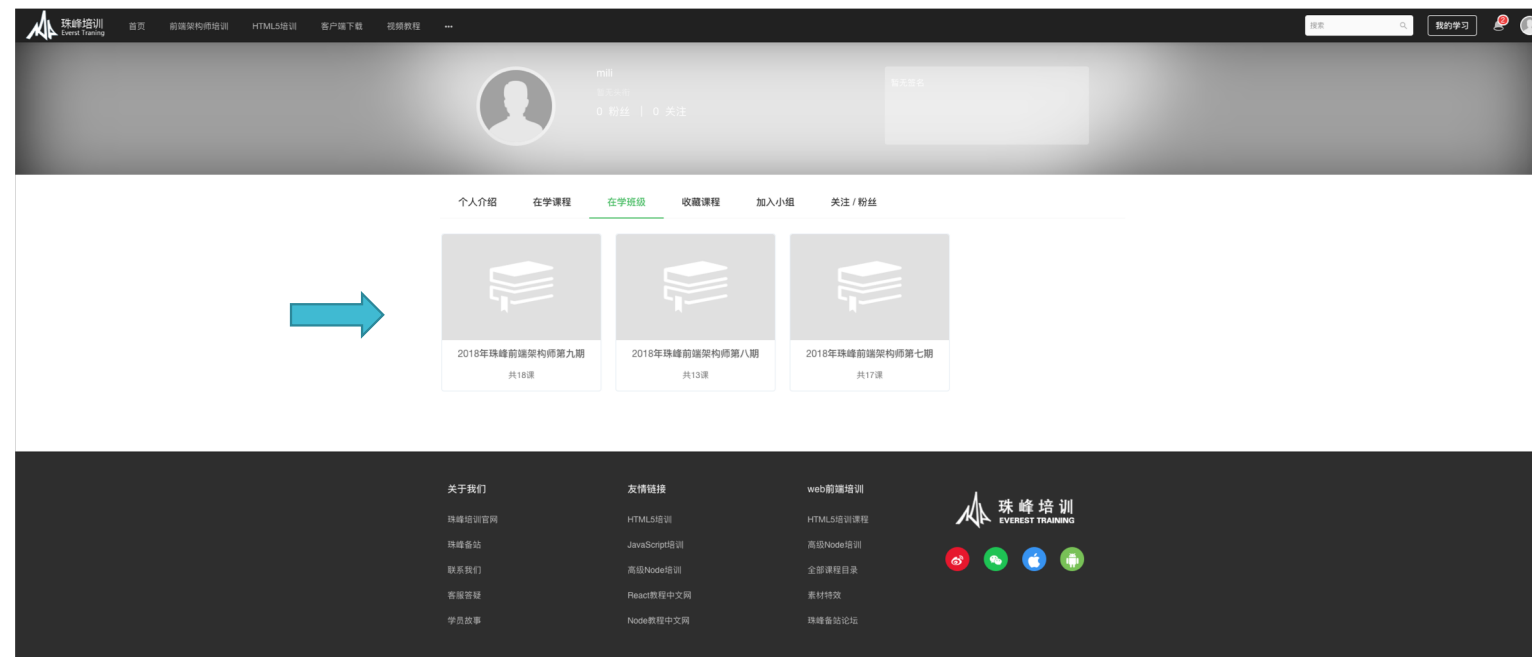 珠峰培训
Everst Traning
首页 前端架构师培训 HTML5培训 客户端下载 视频教程 •••
搜索
我的学习
2
mili
0 粉丝 | 0 关注
个人介绍 在学课程 在学班级 收藏课程 加入小组 关注 / 粉丝
2018年珠峰前端架构师第九期
共18课
2018年珠峰前端架构师第八期
共13课
2018年珠峰前端架构师第七期
共17课
关于我们
珠峰培训官网
珠峰备站
联系我们
客服答疑
学员故事
友情链接
HTML5培训
JavaScript培训
高级Node培训
React教程中文网
Node教程中文网
web前端培训
HTML5培训课程
高级Node培训
全部课程目录
素材特效
珠峰备站论坛
珠峰培训
EVEREST TRAINING